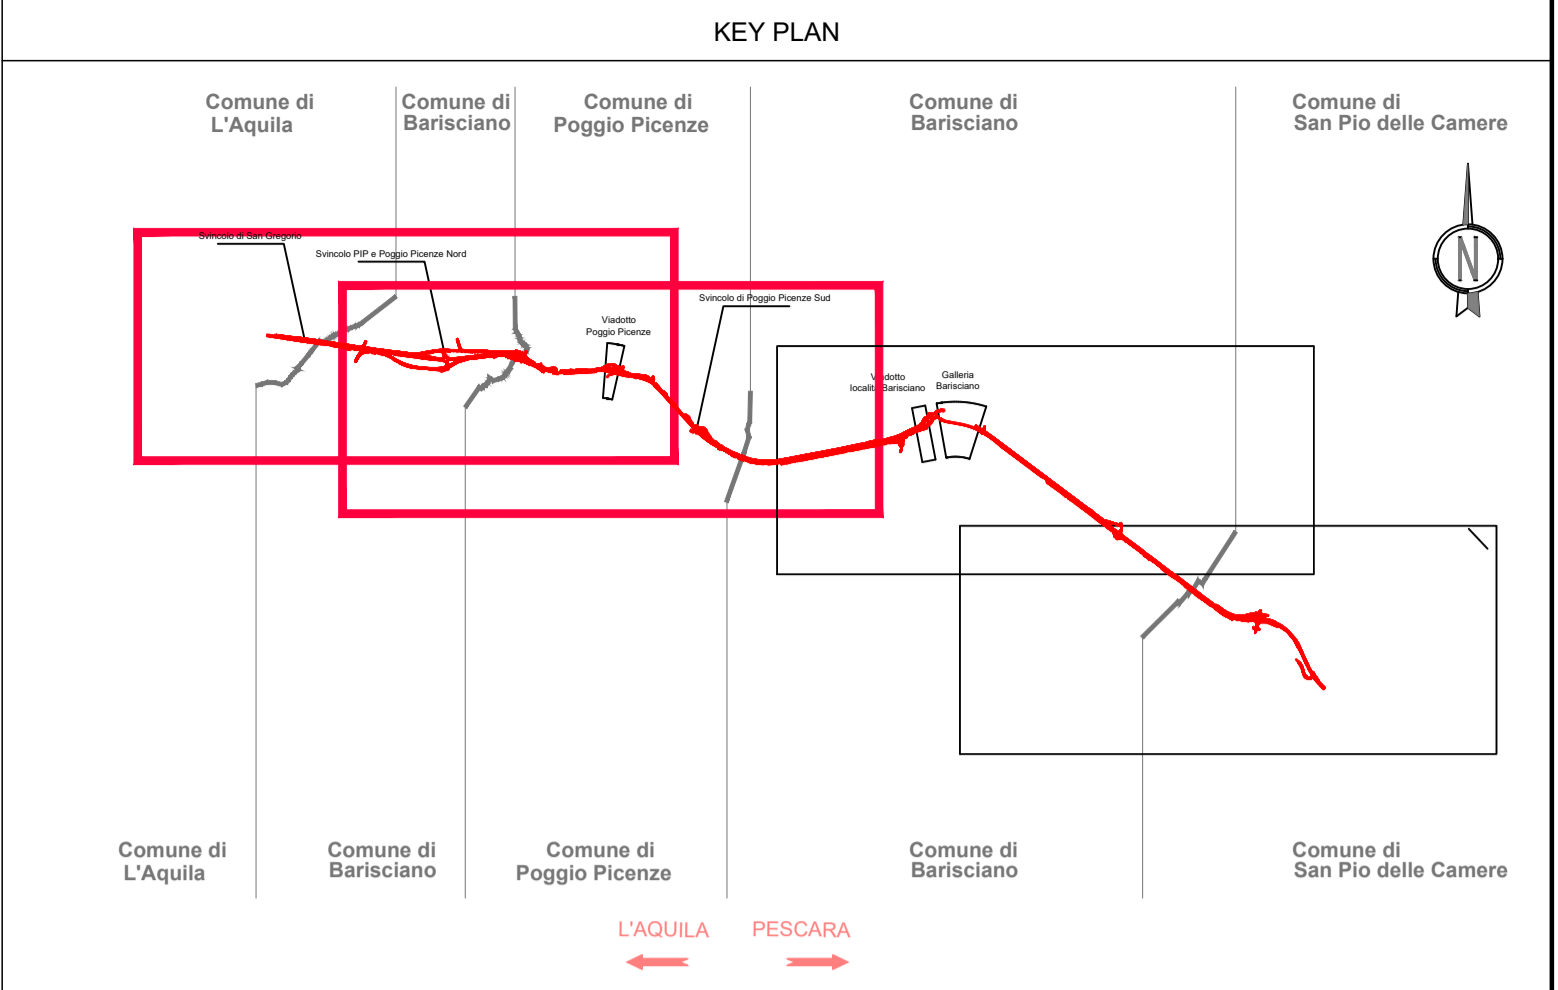 KEY PLAN
Comune di
L'Aquila
Comune di
Barisciano
Comune di
Poggio Picenze
Comune di
Barisciano
Comune di
San Pio delle Camere
N
Svincolo di San Gregorio
Svincolo PIP e Poggio Picenze Nord
Svincolo di Poggio Picenze Sud
Viadotto
Poggio Picenze
Viadotto
località Barisciano
Galleria
Barisciano
Comune di
L'Aquila
Comune di
Barisciano
Comune di
Poggio Picenze
Comune di
Barisciano
Comune di
San Pio delle Camere
L'AQUILA
PESCARA